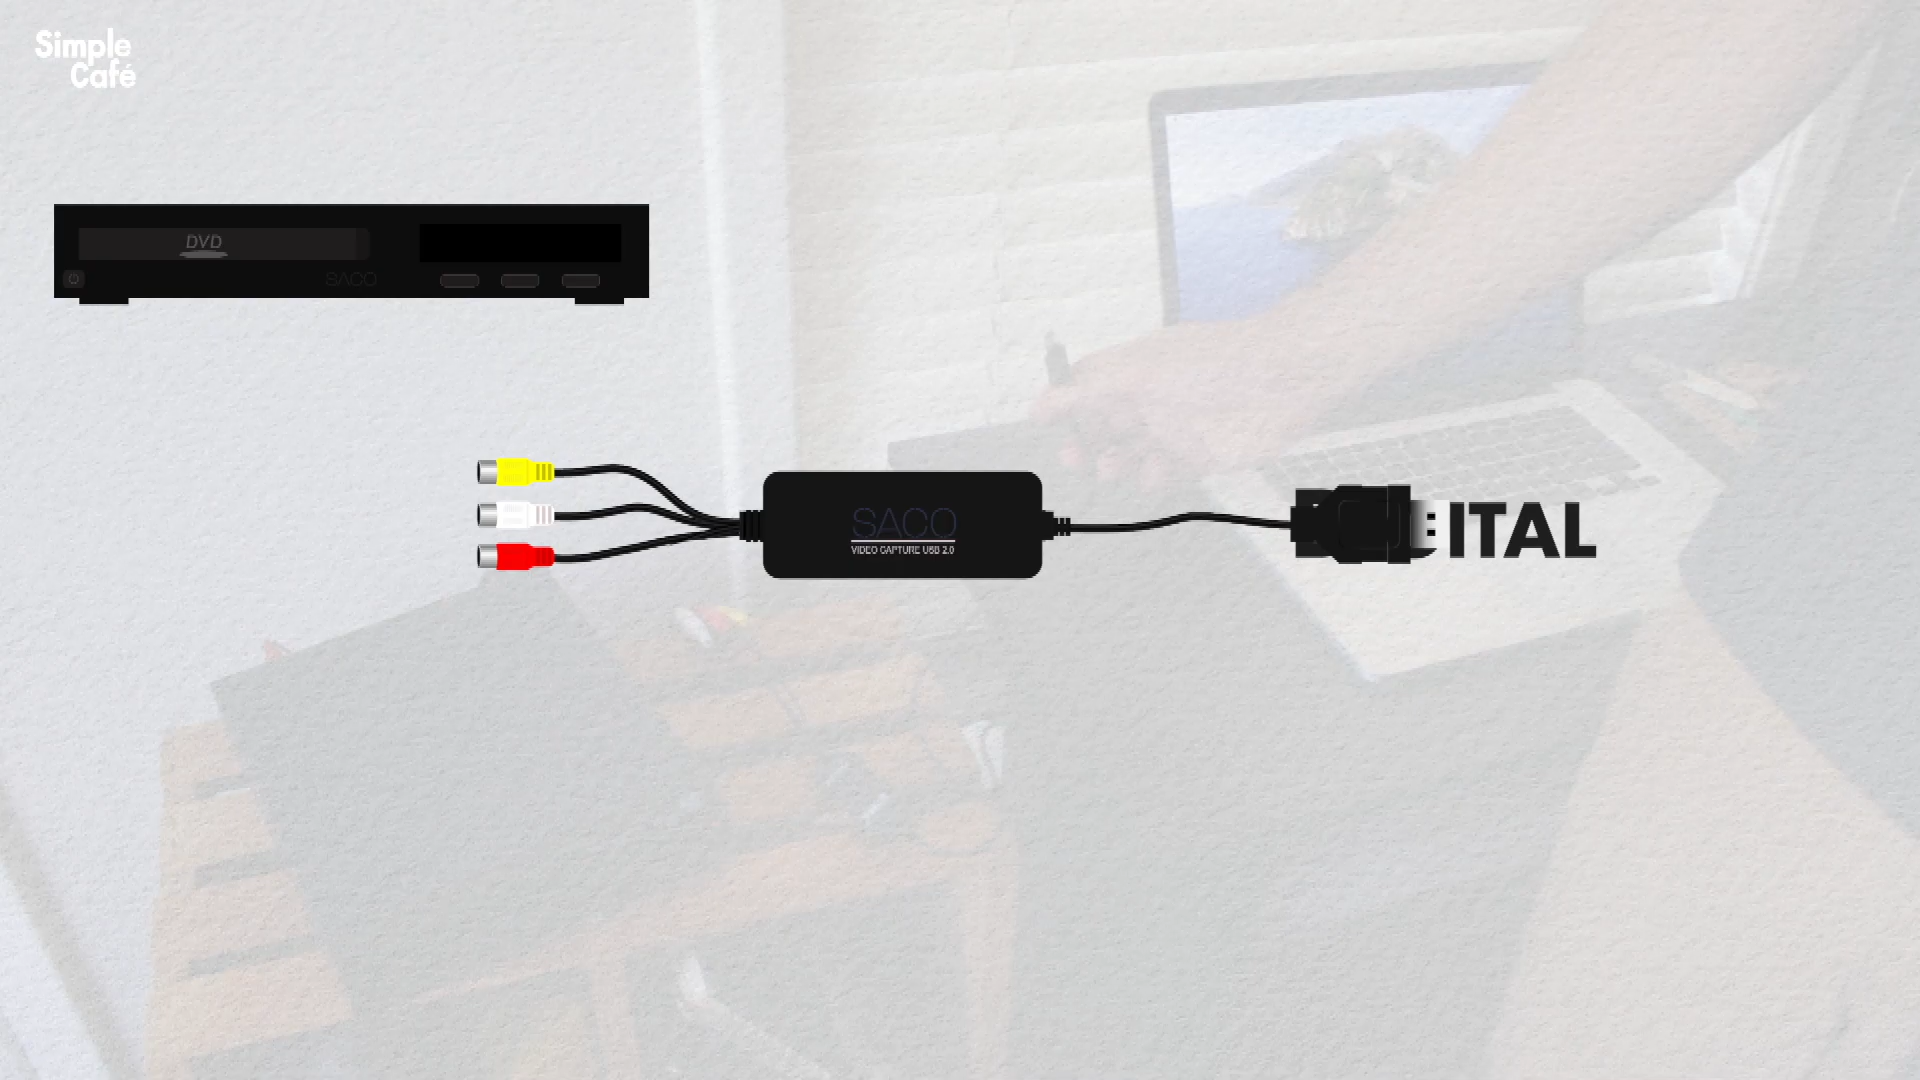 Simple
Café
DVD
SACO
SACO
VIDEO CAPTURE USB 2.0
ITAL